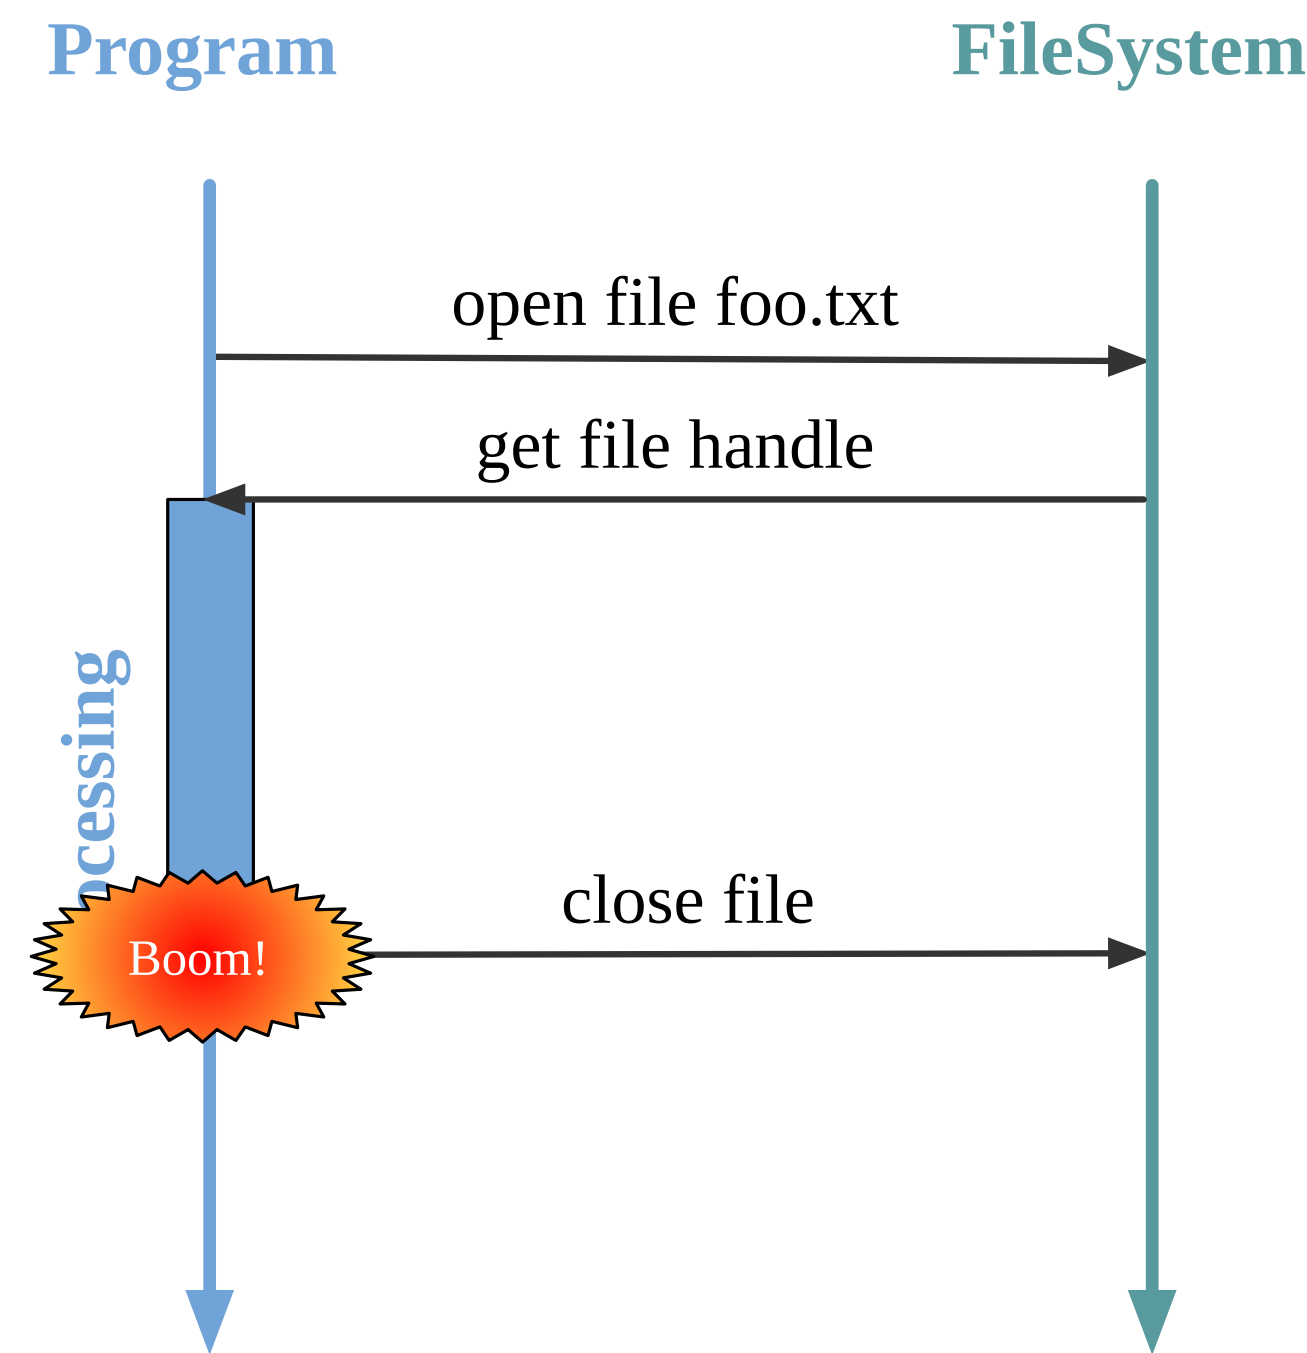 Program
FileSystem
open file foo.txt
get file handle
ocessing
close file
Boom!